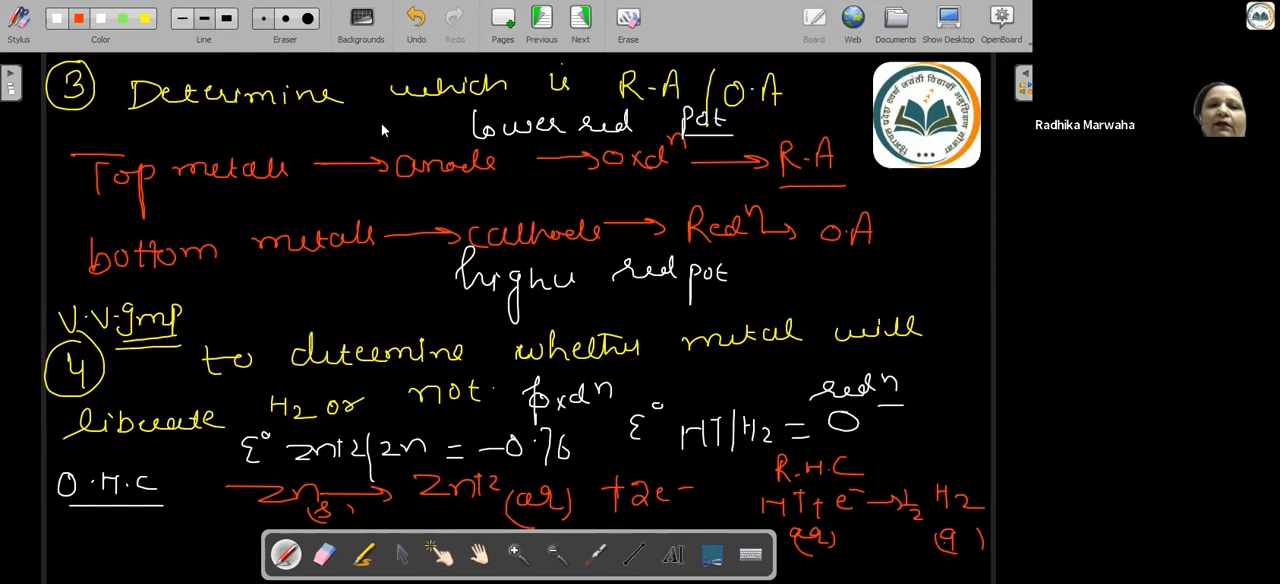 Stylus
Color
Line
Eraser
Backgrounds
Undo
Redo
Pages
Previous
Next
Erase
Board
Web
Documents
Show Desktop
OpenBoard
③ Determine which is R-A / O.A
lower red pot
Top metals → anode → oxdⁿ → R-A
bottom metals → Cathode → Redⁿ → O.A
higher red pot
V.V.gmp
④ to determine whether metal will
liberate H2 or not. oxdⁿ redⁿ
Ɛ° Zn+2|Zn = -0.76 Ɛ° H+|H2 = 0
O.H.C R.H.C
Zn(s) → Zn+2 (aq) + 2e- H+ + e- → 1/2 H2
(aq) (g)
Radhika Marwaha